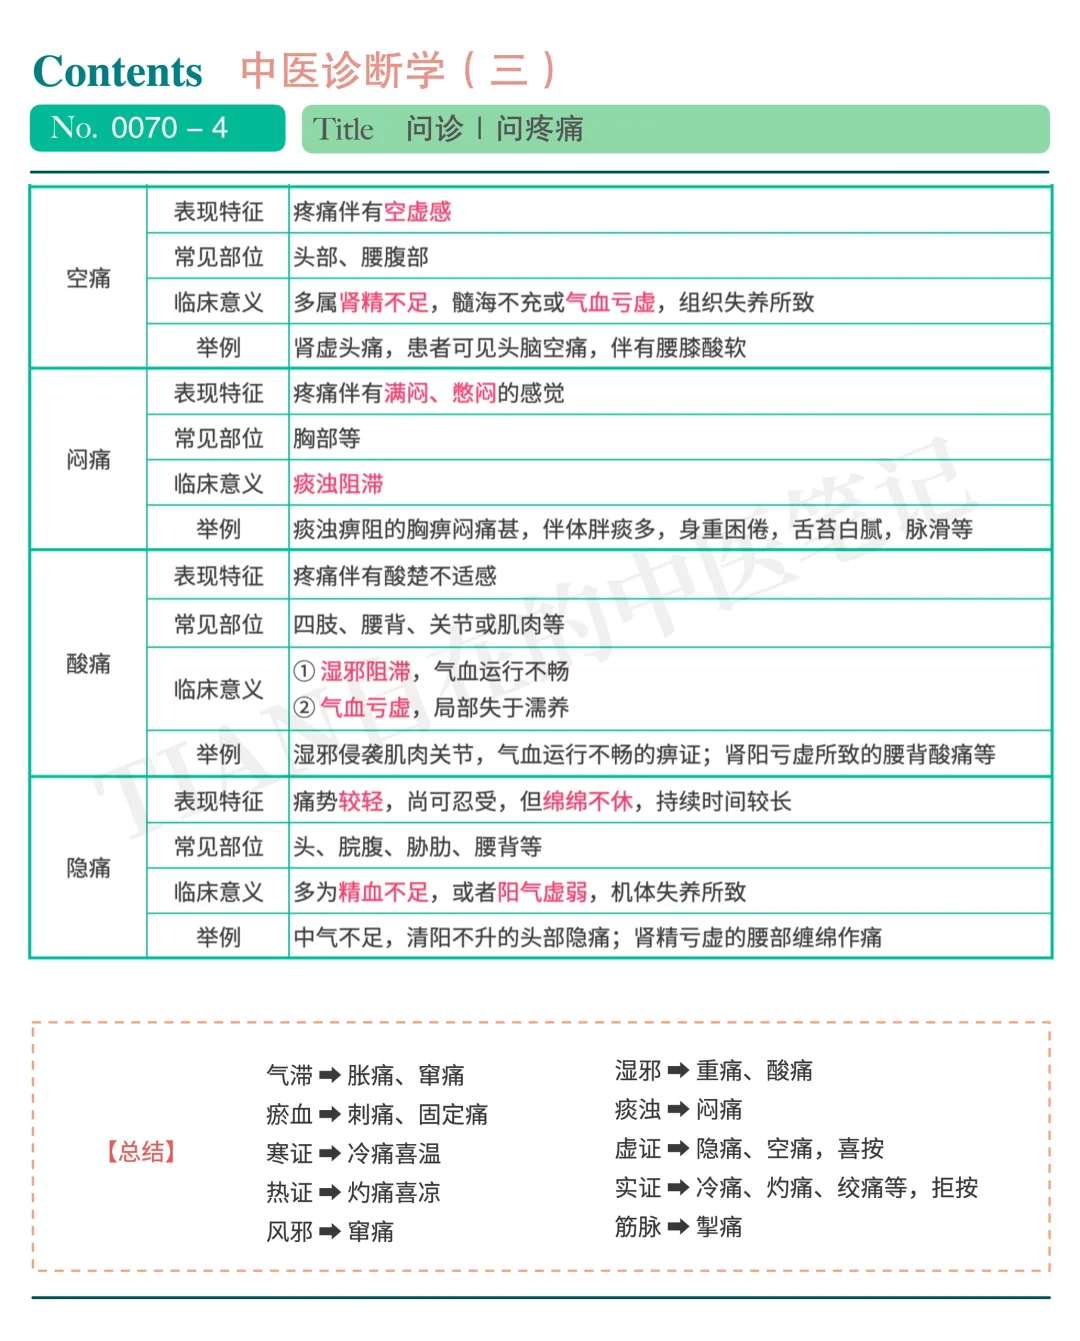 Contents 中医诊断学（三）
No. 0070 – 4
Title 问诊 | 问疼痛
空痛
表现特征 疼痛伴有空虚感
常见部位 头部、腰腹部
临床意义 多属肾精不足，髓海不充或气血亏虚，组织失养所致
举例 肾虚头痛，患者可见头脑空痛，伴有腰膝酸软
闷痛
表现特征 疼痛伴有满闷、憋闷的感觉
常见部位 胸部等
临床意义 痰浊阻滞
举例 痰浊痹阻的胸痹闷痛甚，伴体胖痰多，身重困倦，舌苔白腻，脉滑等
酸痛
表现特征 疼痛伴有酸楚不适感
常见部位 四肢、腰背、关节或肌肉等
临床意义 ① 湿邪阻滞，气血运行不畅
② 气血亏虚，局部失于濡养
举例 湿邪侵袭肌肉关节，气血运行不畅的痹证；肾阳亏虚所致的腰背酸痛等
隐痛
表现特征 痛势较轻，尚可忍受，但绵绵不休，持续时间较长
常见部位 头、脘腹、胁肋、腰背等
临床意义 多为精血不足，或者阳气虚弱，机体失养所致
举例 中气不足，清阳不升的头部隐痛；肾精亏虚的腰部缠绵作痛
TIAN自在的中医笔记
【总结】
气滞 ➡ 胀痛、窜痛
瘀血 ➡ 刺痛、固定痛
寒证 ➡ 冷痛喜温
热证 ➡ 灼痛喜凉
风邪 ➡ 窜痛
湿邪 ➡ 重痛、酸痛
痰浊 ➡ 闷痛
虚证 ➡ 隐痛、空痛，喜按
实证 ➡ 冷痛、灼痛、绞痛等，拒按
筋脉 ➡ 掣痛